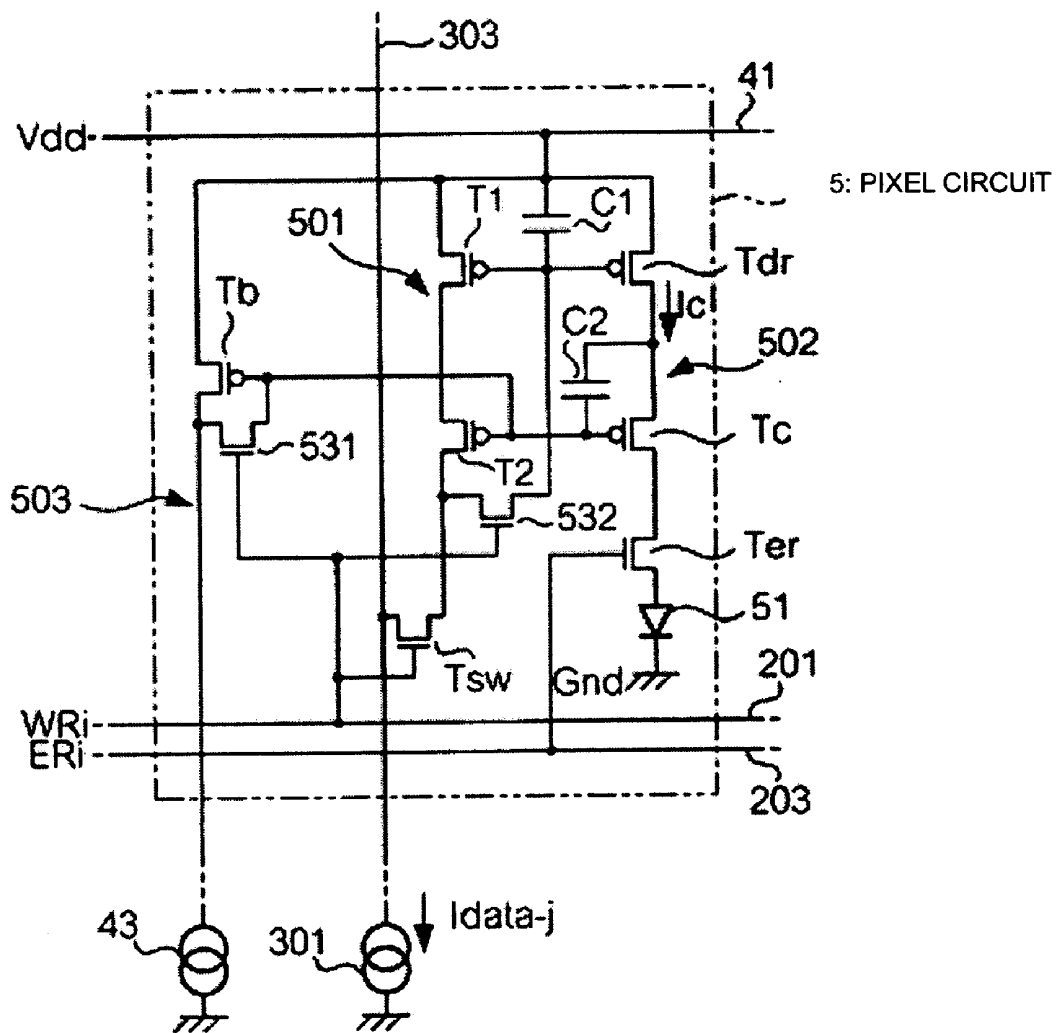 303
41
Vdd
5: PIXEL CIRCUIT
T1
C1
501
Tdr
Tb
Ic
C2
502
531
T2
Tc
503
532
Ter
51
Tsw
Gnd
201
WRi
ERi
203
Idata-j
43
301